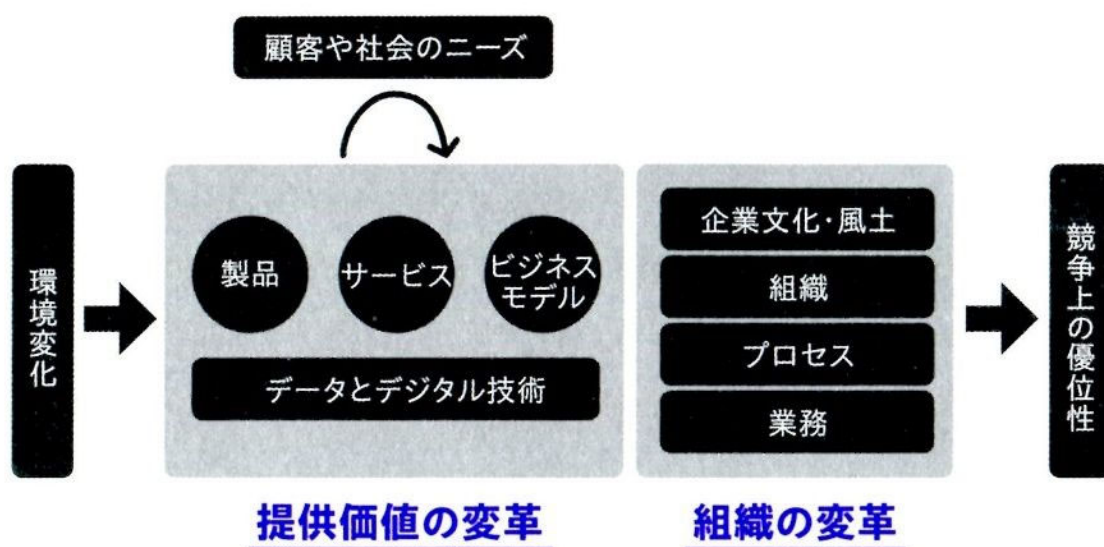 顧客や社会のニーズ
環境変化
製品
サービス
ビジネス
モデル
データとデジタル技術
企業文化・風土
組織
プロセス
業務
競争上の優位性
提供価値の変革
組織の変革